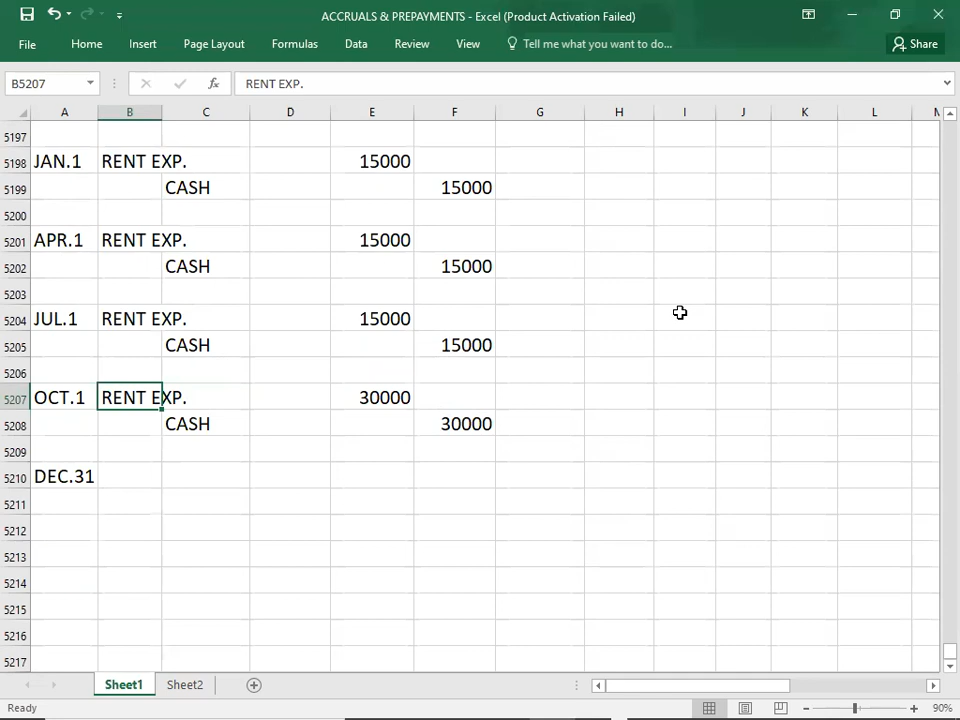 ACCRUALS & PREPAYMENTS - Excel (Product Activation Failed)
File Home Insert Page Layout Formulas Data Review View Tell me what you want to do... Share
B5207 fx RENT EXP.
A B C D E F G H I J K L M
5197
5198 JAN.1 RENT EXP. 15000
5199 CASH 15000
5200
5201 APR.1 RENT EXP. 15000
5202 CASH 15000
5203
5204 JUL.1 RENT EXP. 15000
5205 CASH 15000
5206
5207 OCT.1 RENT EXP. 30000
5208 CASH 30000
5209
5210 DEC.31
5211
5212
5213
5214
5215
5216
5217
Sheet1 Sheet2
Ready 90%